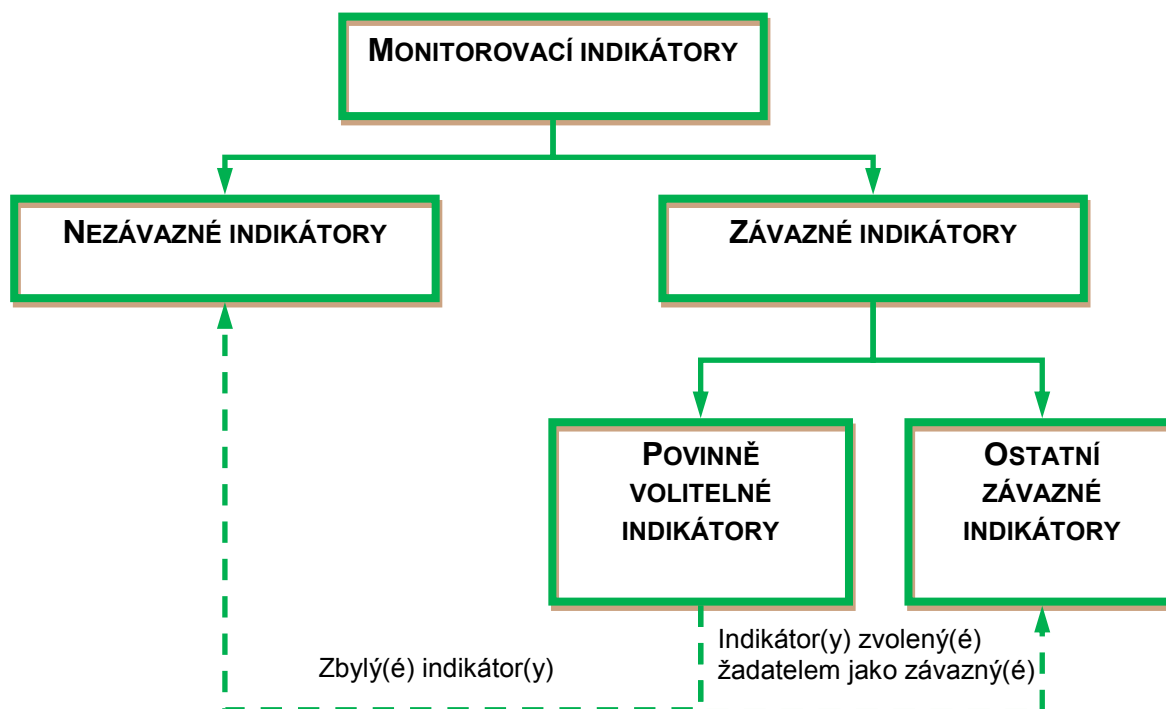 MONITOROVACÍ INDIKÁTORY
NEZÁVAZNÉ INDIKÁTORY
ZÁVAZNÉ INDIKÁTORY
POVINNĚ
VOLITELNÉ
INDIKÁTORY
OSTATNÍ
ZÁVAZNÉ
INDIKÁTORY
Zbylý(é) indikátor(y)
Indikátor(y) zvolený(é)
žadatelem jako závazný(é)